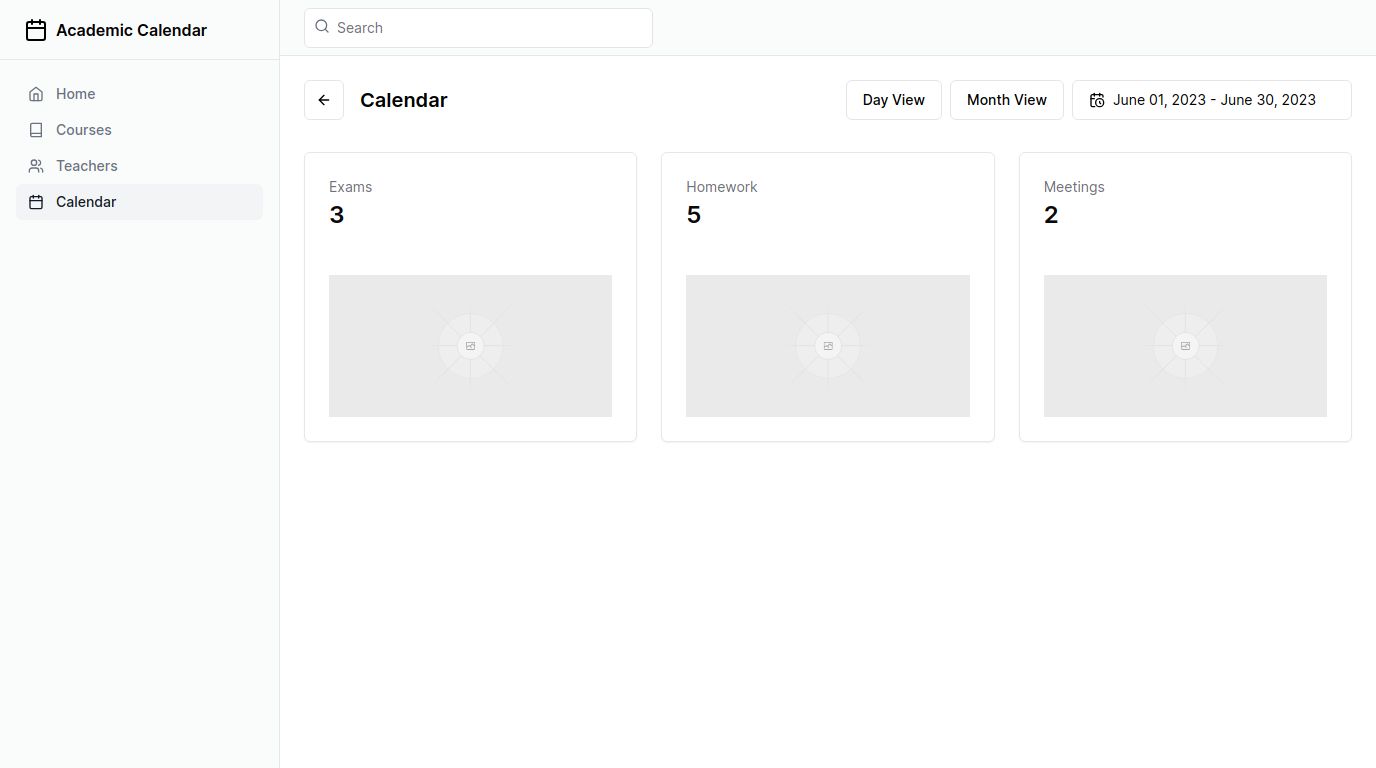 Academic Calendar
Search
Home
Courses
Teachers
Calendar
Calendar
Day View
Month View
June 01, 2023 - June 30, 2023
Exams
3
Homework
5
Meetings
2